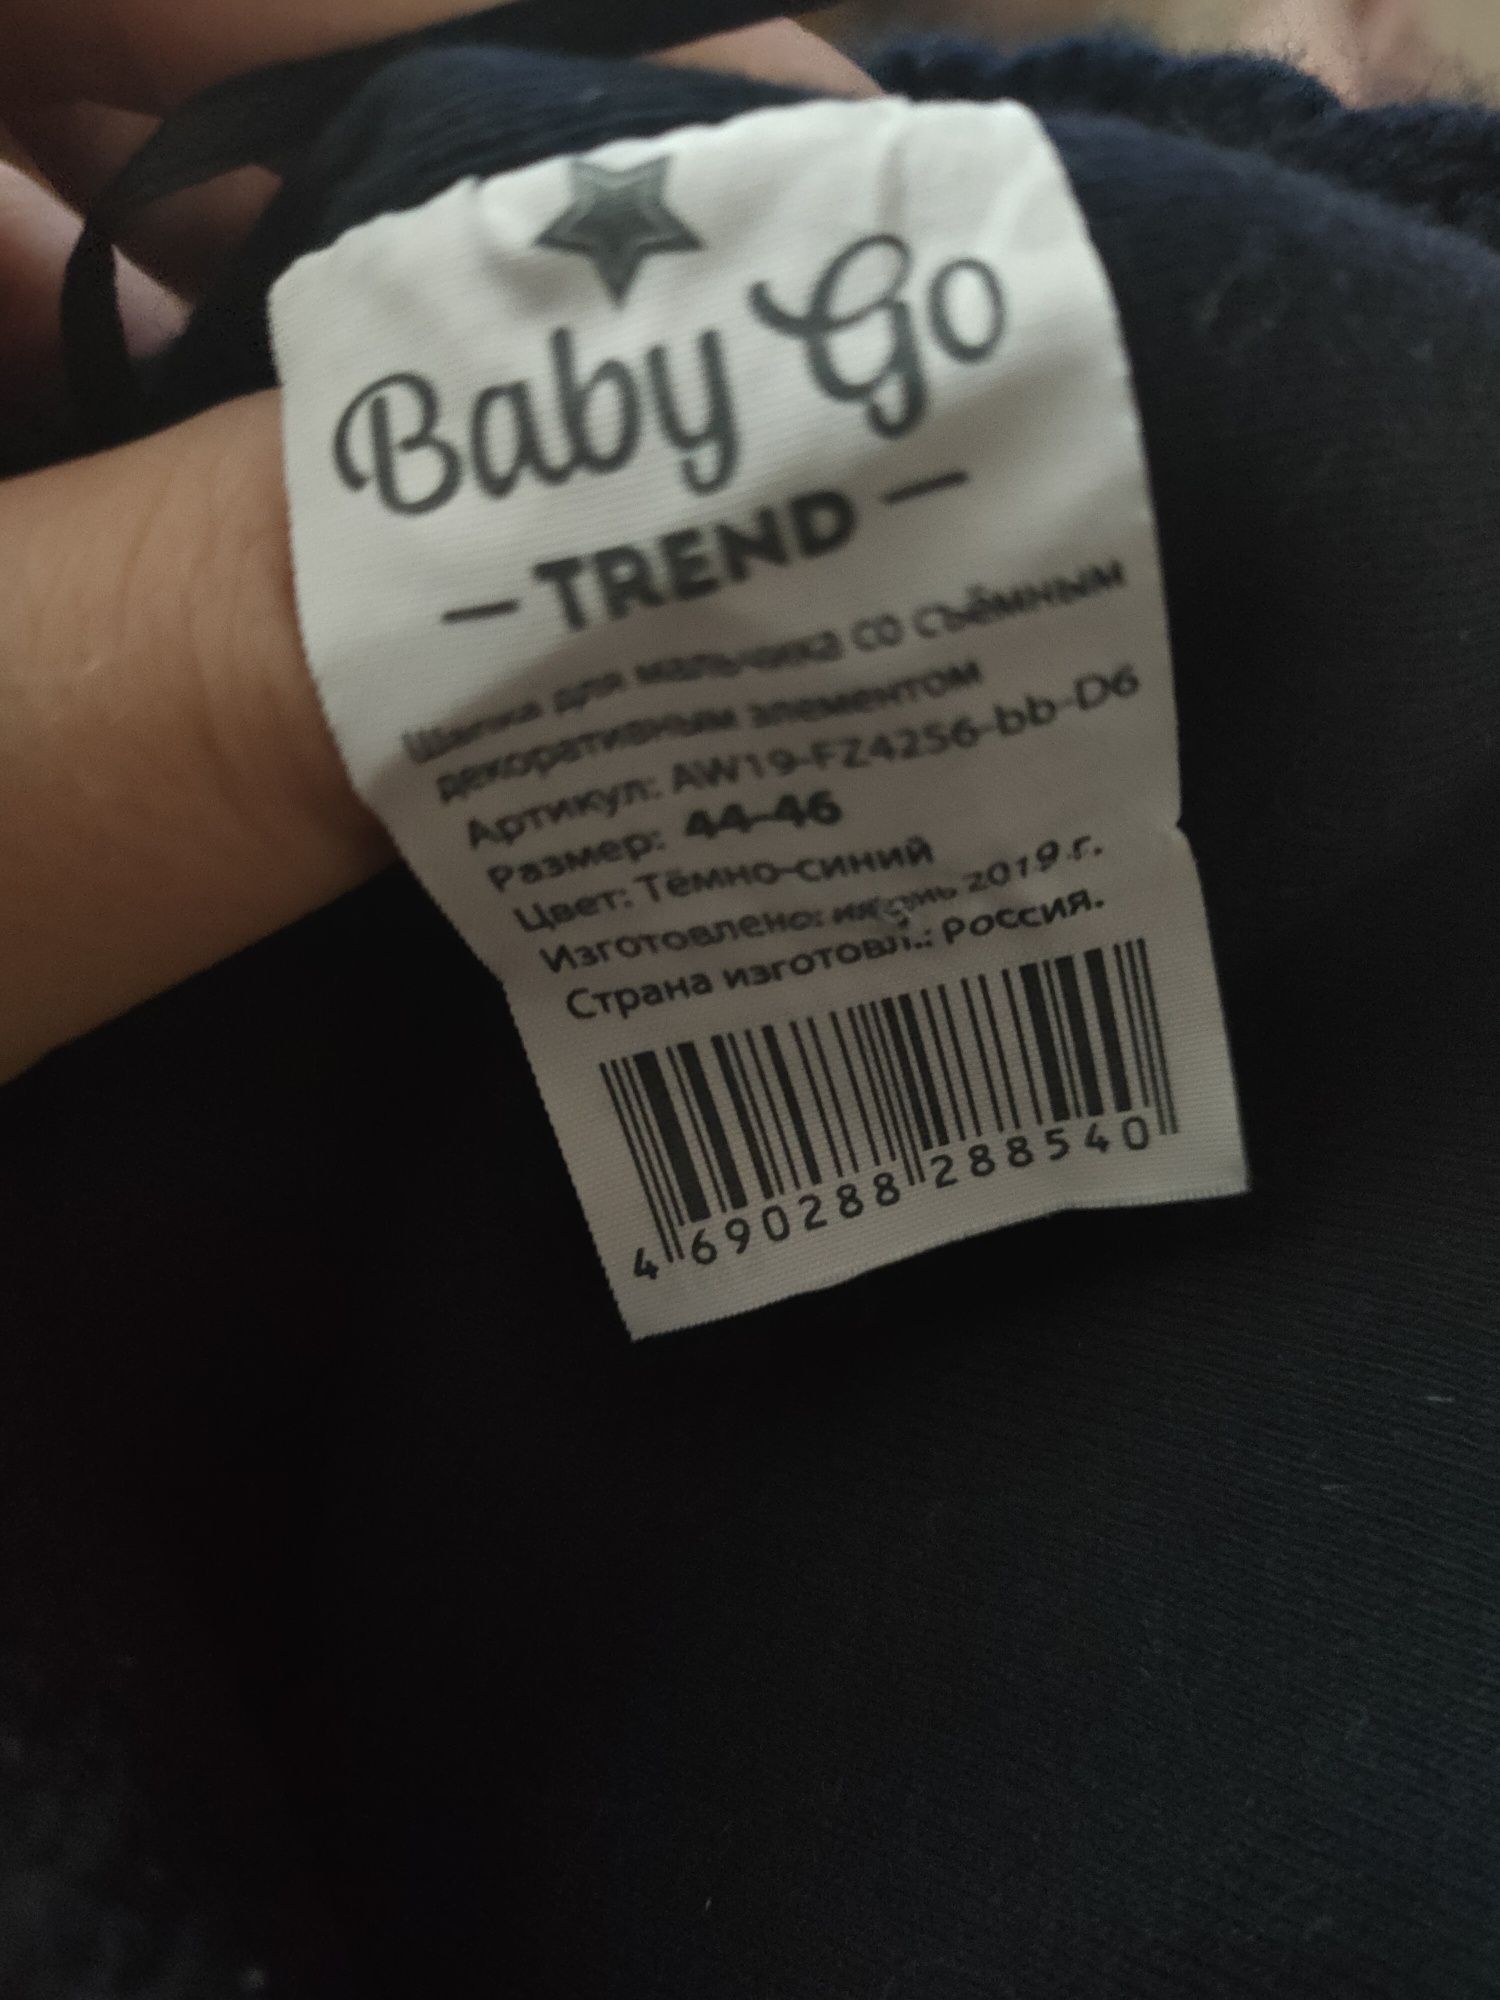 Baby Go
— TREND —
Шапка для мальчика со съёмным
декоративным элементом
Артикул: AW19-FZ4256-bb-D6
Размер: 44-46
Цвет: Тёмно-синий
Изготовлено: 2019 г.
Страна изготовл.: Россия.
4 690288 288540